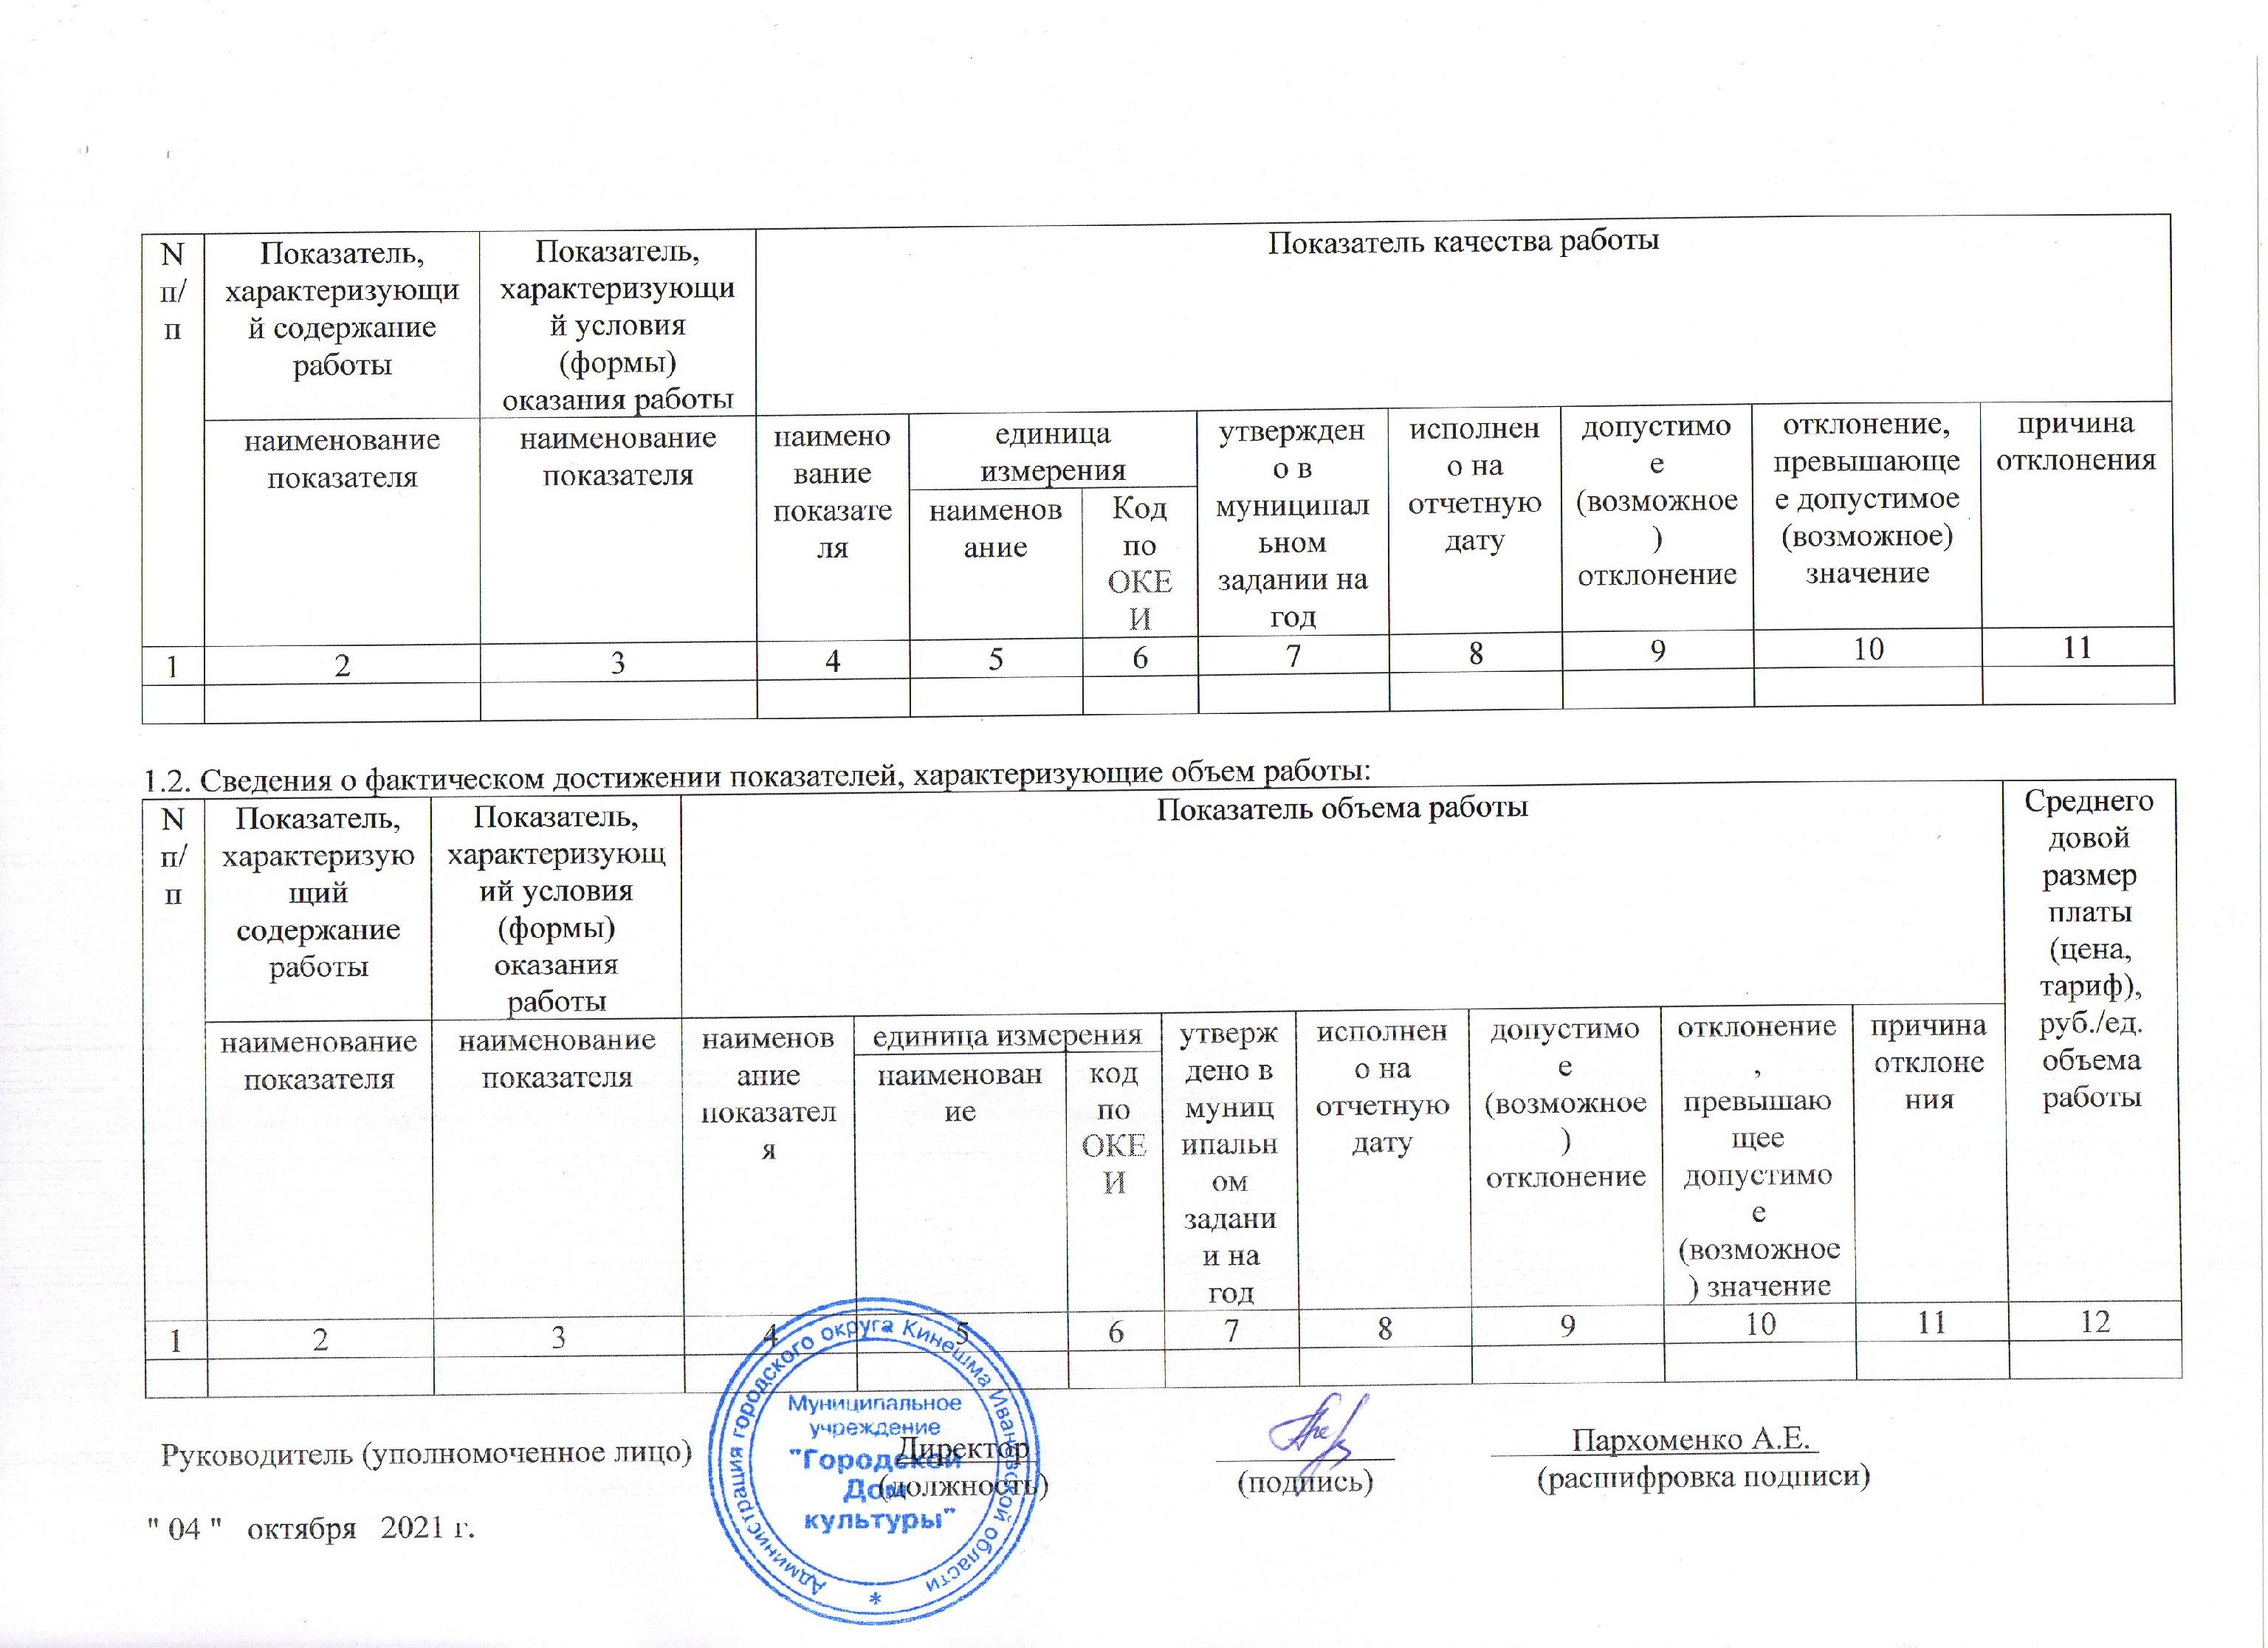 N
п/
п
Показатель,
характеризующи
й содержание
работы
Показатель,
характеризующи
й условия
(формы)
оказания работы
Показатель качества работы
наименование
показателя
наименование
показателя
наимено
вание
показате
ля
единица
измерения
наименов
ание
Код
по
ОКЕ
И
утвержден
о в
муниципал
ьном
задании на
год
исполнен
о на
отчетную
дату
допустимо
е
(возможное
)
отклонение
отклонение,
превышающе
е допустимое
(возможное)
значение
причина
отклонения
1 2 3 4 5 6 7 8 9 10 11
1.2. Сведения о фактическом достижении показателей, характеризующие объем работы:
N
п/
п
Показатель,
характеризую
щий
содержание
работы
Показатель,
характеризующ
ий условия
(формы)
оказания
работы
Показатель объема работы
Среднего
довой
размер
платы
(цена,
тариф),
руб./ед.
объема
работы
наименование
показателя
наименование
показателя
наименов
ание
показател
я
единица измерения
наименован
ие
код
по
ОКЕ
И
утверж
дено в
муниц
ипальн
ом
задани
и на
год
исполнен
о на
отчетную
дату
допустимо
е
(возможное
)
отклонение
отклонение
,
превышаю
щее
допустимо
е
(возможное
) значение
причина
отклоне
ния
1 2 3 4 5 6 7 8 9 10 11 12
Руководитель (уполномоченное лицо) Директор Пархоменко А.Е.
(должность) (подпись) (расшифровка подписи)
" 04 " октября 2021 г.
Администрация городского округа Кинешма Ивановской области
*
Муниципальное
учреждение
"Городской
Дом
культуры"